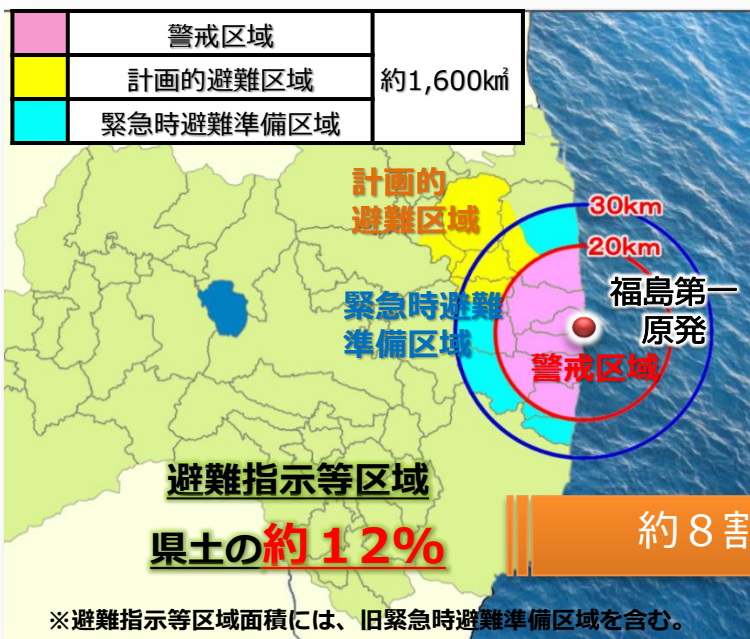 警戒区域
計画的避難区域
約1,600㎢
緊急時避難準備区域
計画的
避難区域
30km
20km
福島第一
原発
緊急時避難
準備区域
警戒区域
避難指示等区域
県土の約12%
約8割
※避難指示等区域面積には、旧緊急時避難準備区域を含む。